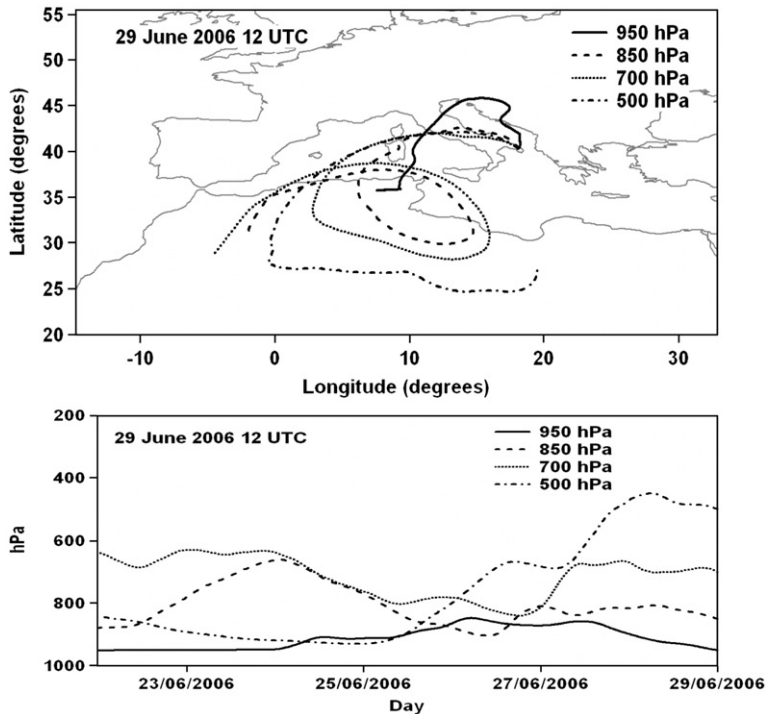 29 June 2006 12 UTC
950 hPa
850 hPa
700 hPa
500 hPa
55
50
45
40
35
30
25
20
Latitude (degrees)
-10 0 10 20 30
Longitude (degrees)
29 June 2006 12 UTC
950 hPa
850 hPa
700 hPa
500 hPa
200
400
600
800
1000
hPa
23/06/2006 25/06/2006 27/06/2006 29/06/2006
Day